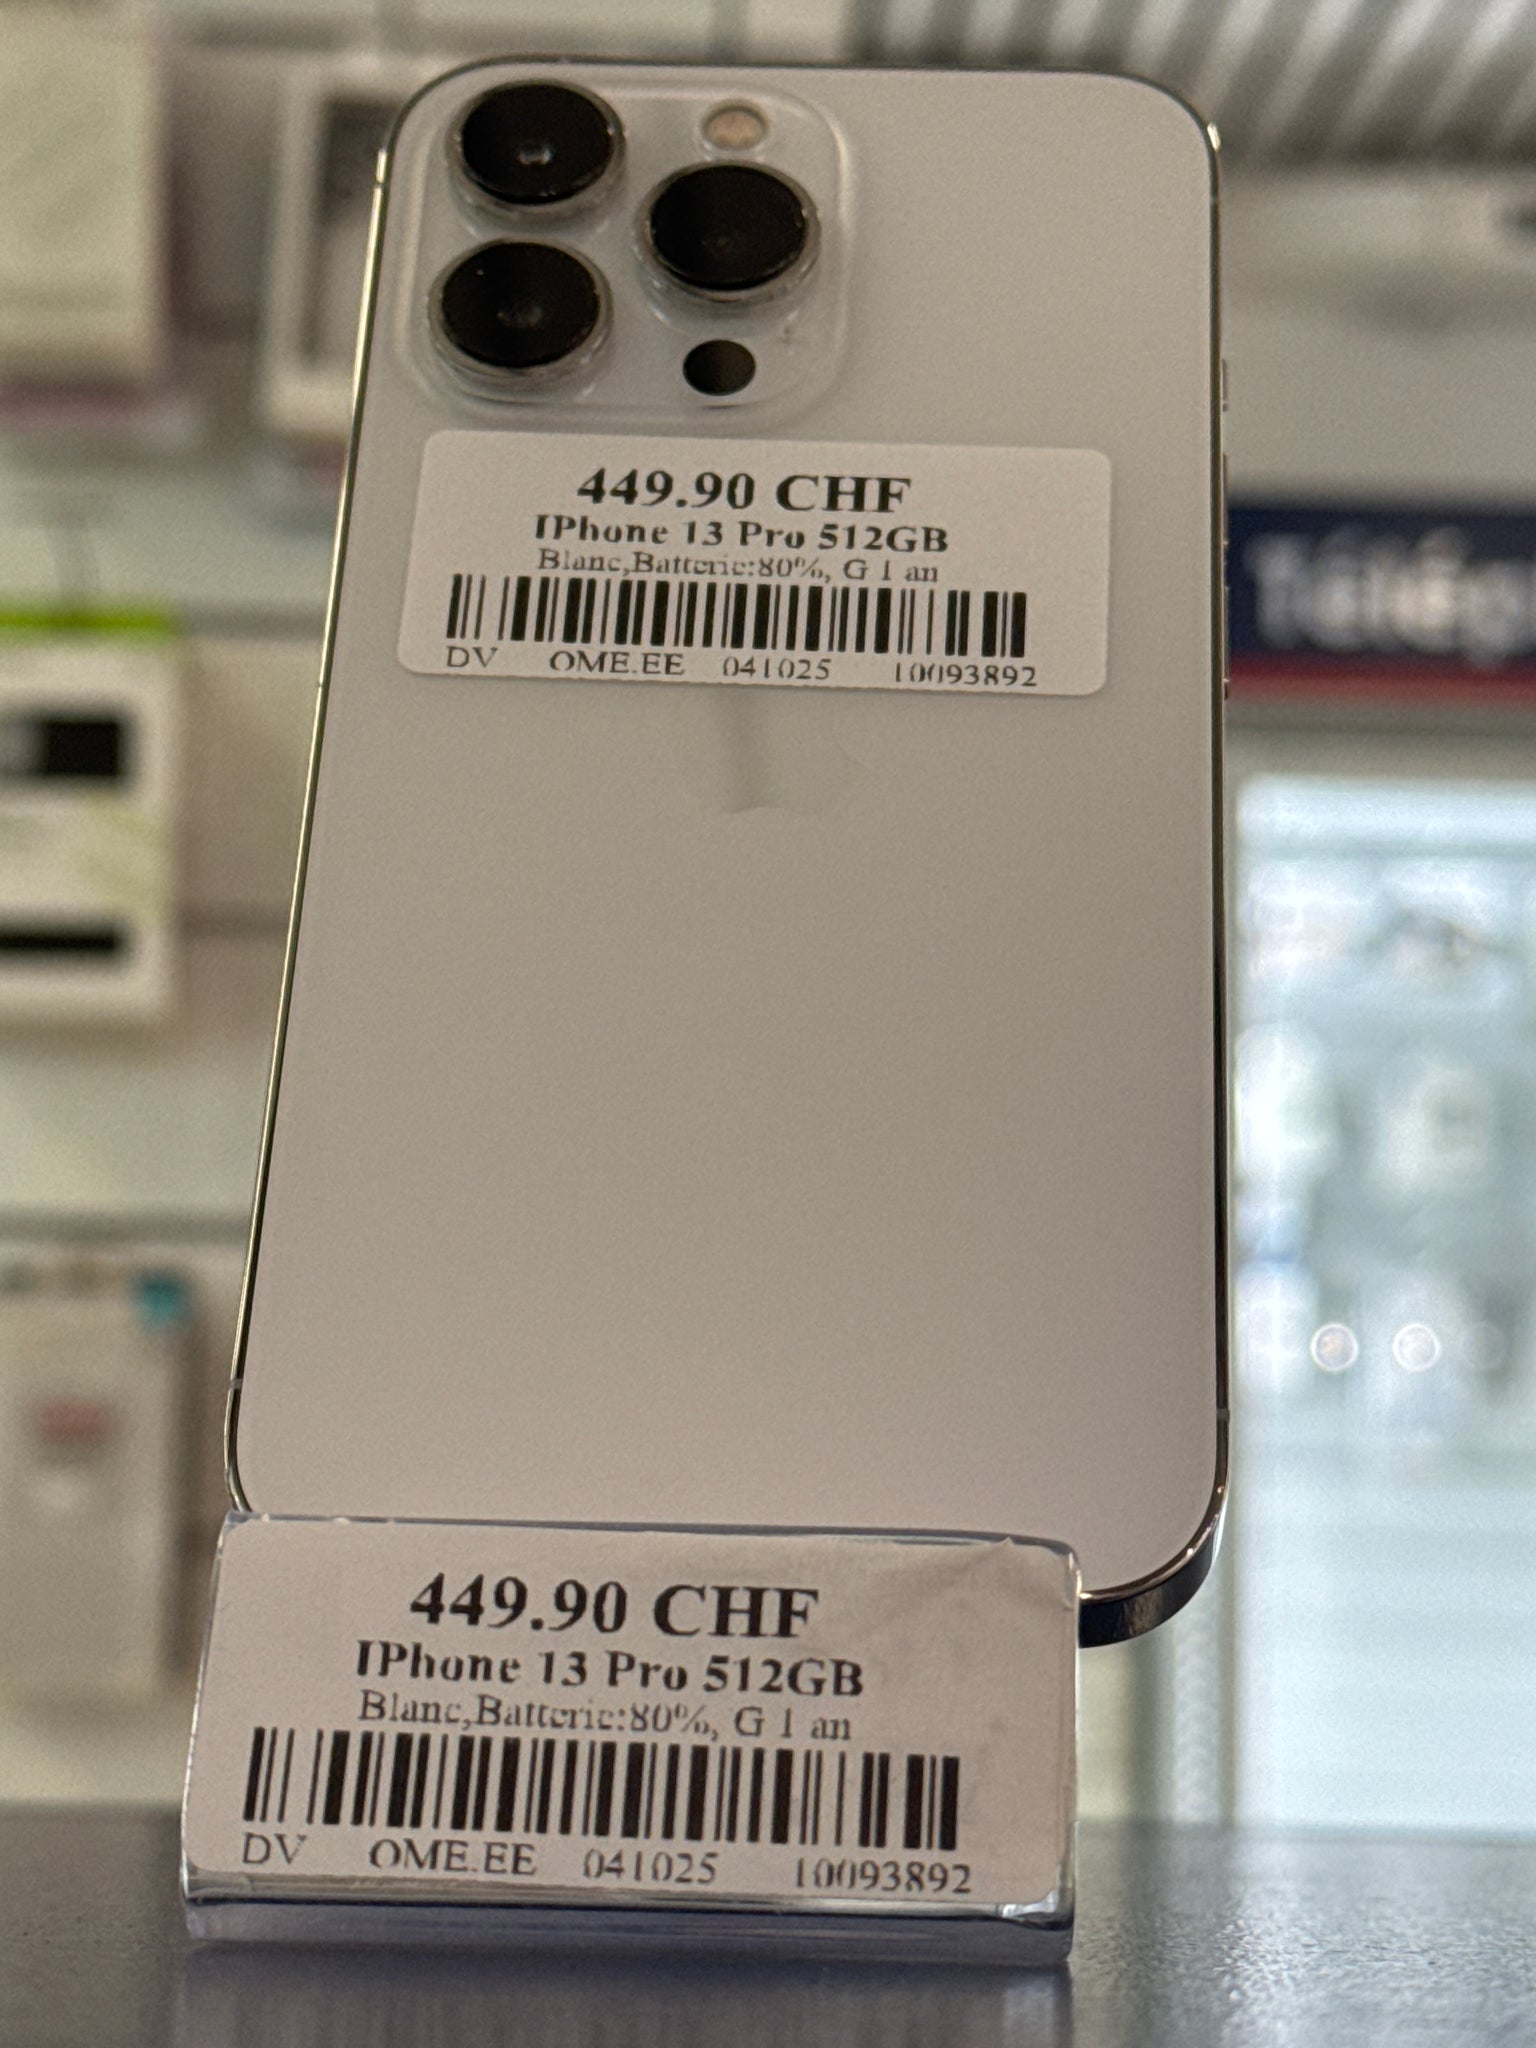 449.90 CHF
IPhone 13 Pro 512GB
Blanc,Batterie:80%, G 1 an
DV OME.EE 041025 10093892
449.90 CHF
IPhone 13 Pro 512GB
Blanc,Batterie:80%, G 1 an
DV OME.EE 041025 10093892